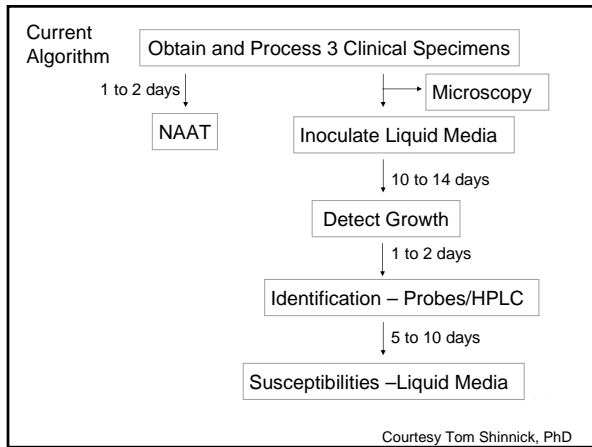 Current
Algorithm
Obtain and Process 3 Clinical Specimens
1 to 2 days
Microscopy
NAAT
Inoculate Liquid Media
10 to 14 days
Detect Growth
1 to 2 days
Identification – Probes/HPLC
5 to 10 days
Susceptibilities –Liquid Media
Courtesy Tom Shinnick, PhD